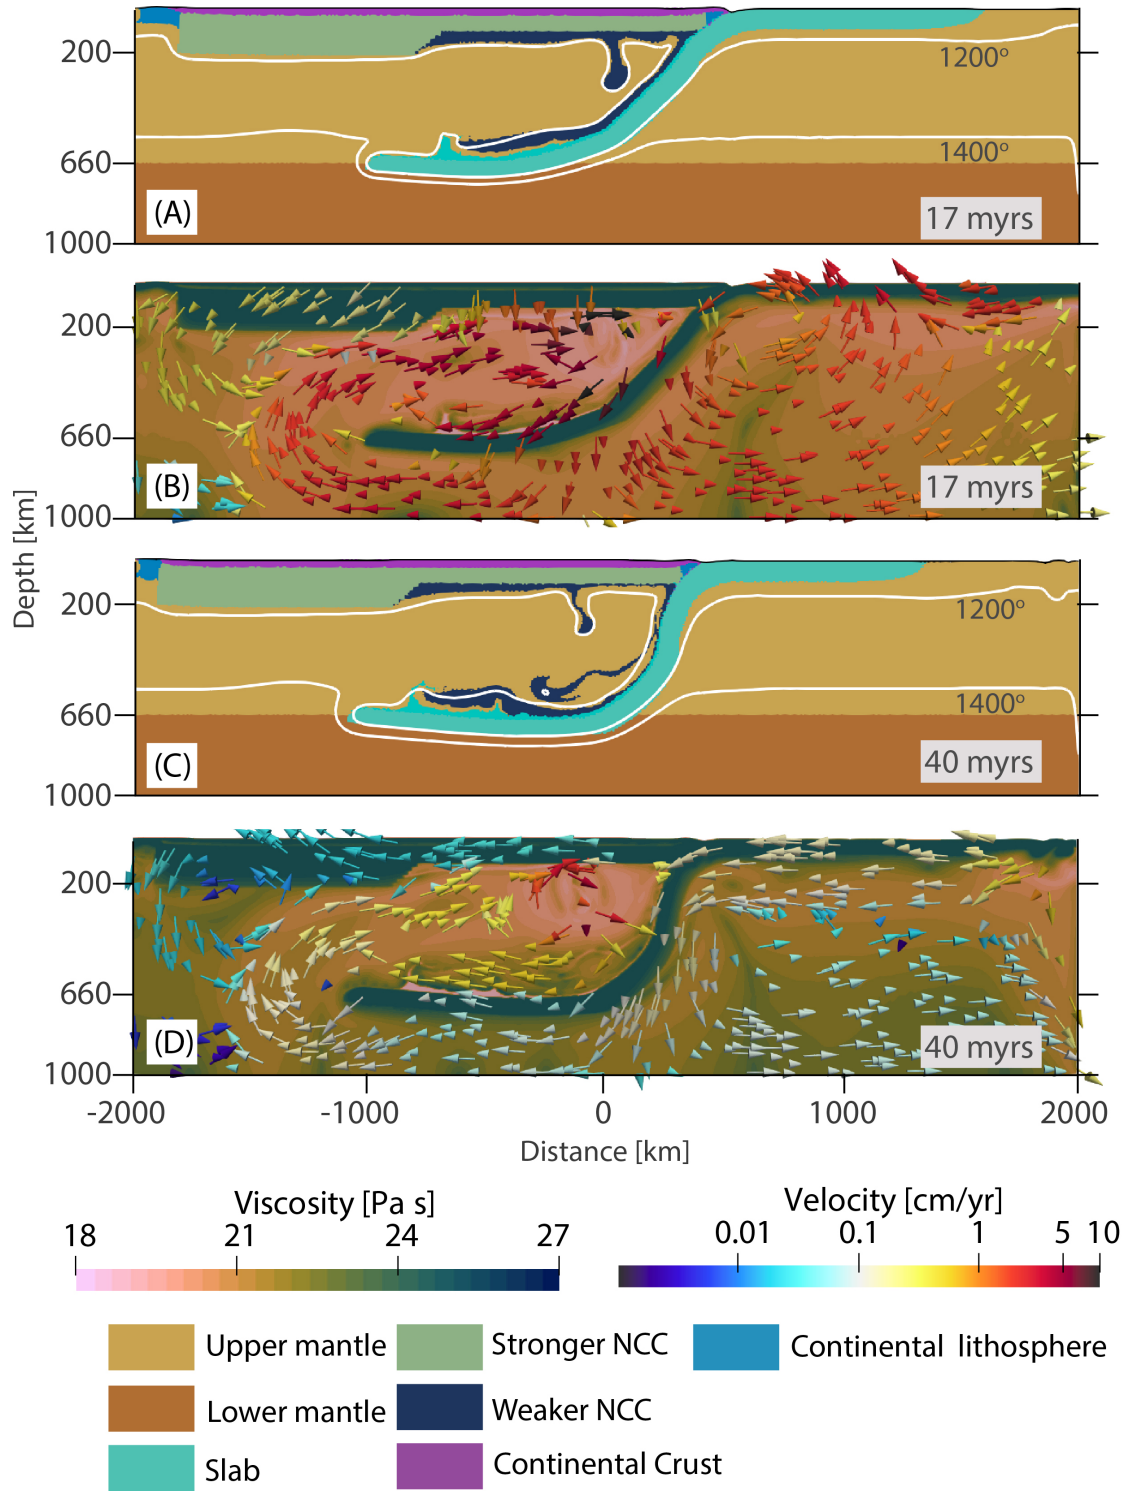 200
660
1000
1200°
1400°
(A)
17 myrs
200
660
1000
(B)
17 myrs
Depth [km]
200
660
1000
1200°
1400°
(C)
40 myrs
200
660
1000
(D)
40 myrs
-2000 -1000 0 1000 2000
Distance [km]
Viscosity [Pa s]
18 21 24 27
Velocity [cm/yr]
0.01 0.1 1 5 10
Upper mantle
Stronger NCC
Continental lithosphere
Lower mantle
Weaker NCC
Slab
Continental Crust